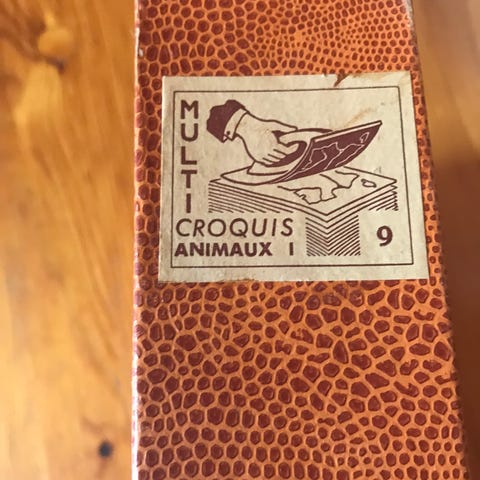 MULTI
CROQUIS
ANIMAUX I
9